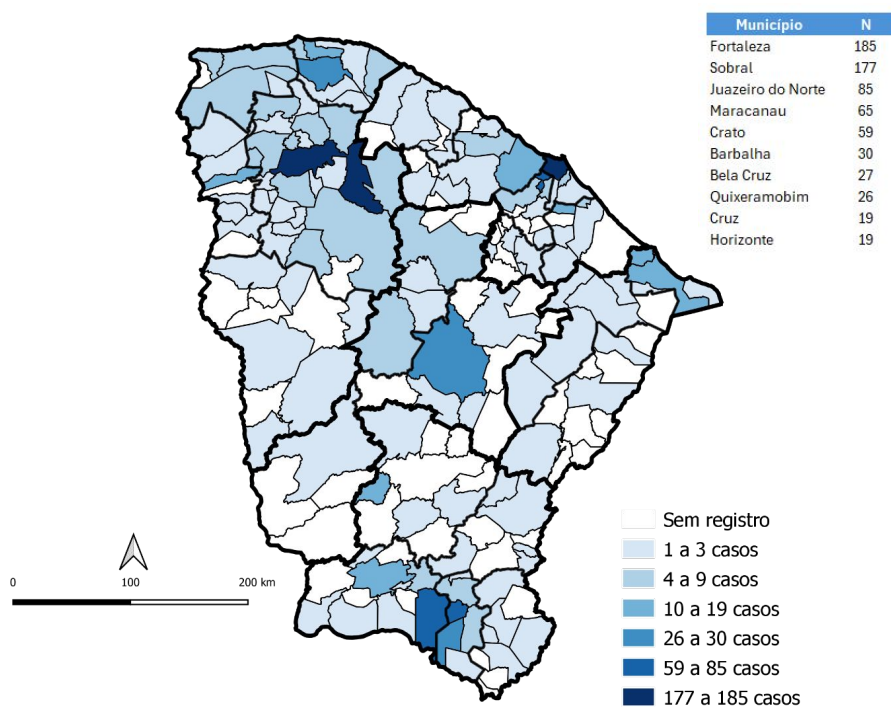 Município N
Fortaleza 185
Sobral 177
Juazeiro do Norte 85
Maracanau 65
Crato 59
Barbalha 30
Bela Cruz 27
Quixeramobim 26
Cruz 19
Horizonte 19
Sem registro
1 a 3 casos
4 a 9 casos
10 a 19 casos
26 a 30 casos
59 a 85 casos
177 a 185 casos
0 100 200 km